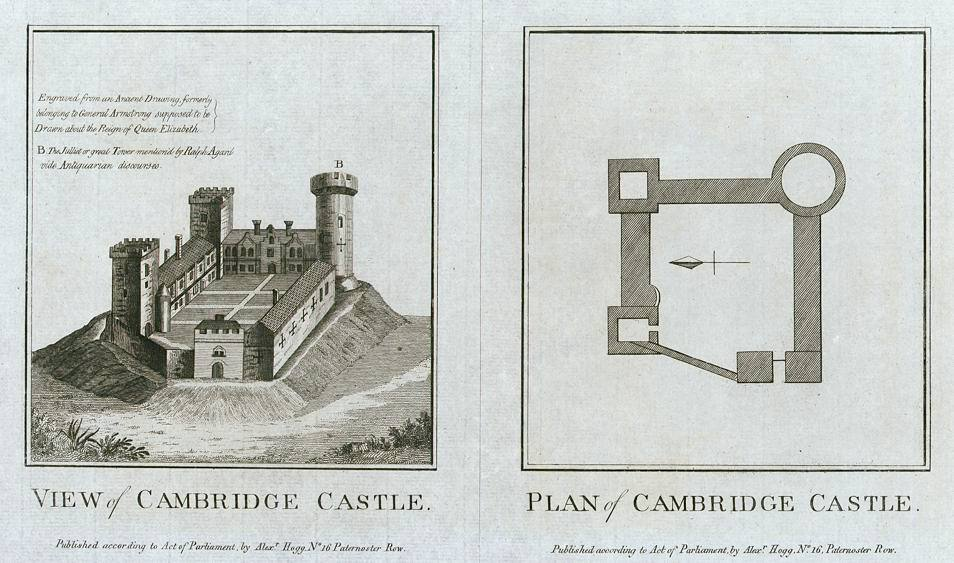 Engraved from an Ancient Drawing, formerly
belonging to General Armstrong supposed to be
Drawn about the Reign of Queen Elizabeth.
B The Julliet or great Tower mention'd by Ralph Agard
vide Antiquarian discourses.
B
VIEW of CAMBRIDGE CASTLE.
Published according to Act of Parliament, by Alexr. Hogg, No. 16 Paternoster Row.
PLAN of CAMBRIDGE CASTLE.
Published according to Act of Parliament, by Alexr. Hogg. No. 16, Paternoster Row.